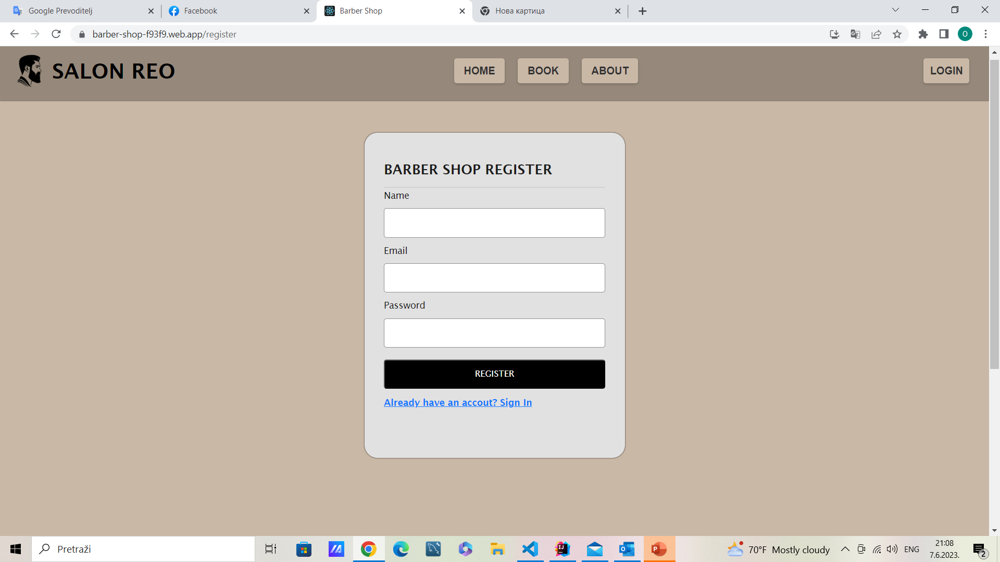 Google Prevoditelj
Facebook
Barber Shop
Нова картица
barber-shop-f93f9.web.app/register
O
SALON REO
HOME
BOOK
ABOUT
LOGIN
BARBER SHOP REGISTER
Name
Email
Password
REGISTER
Already have an accout? Sign In
Pretraži
70°F Mostly cloudy
ENG
21:08
7.6.2023.
2